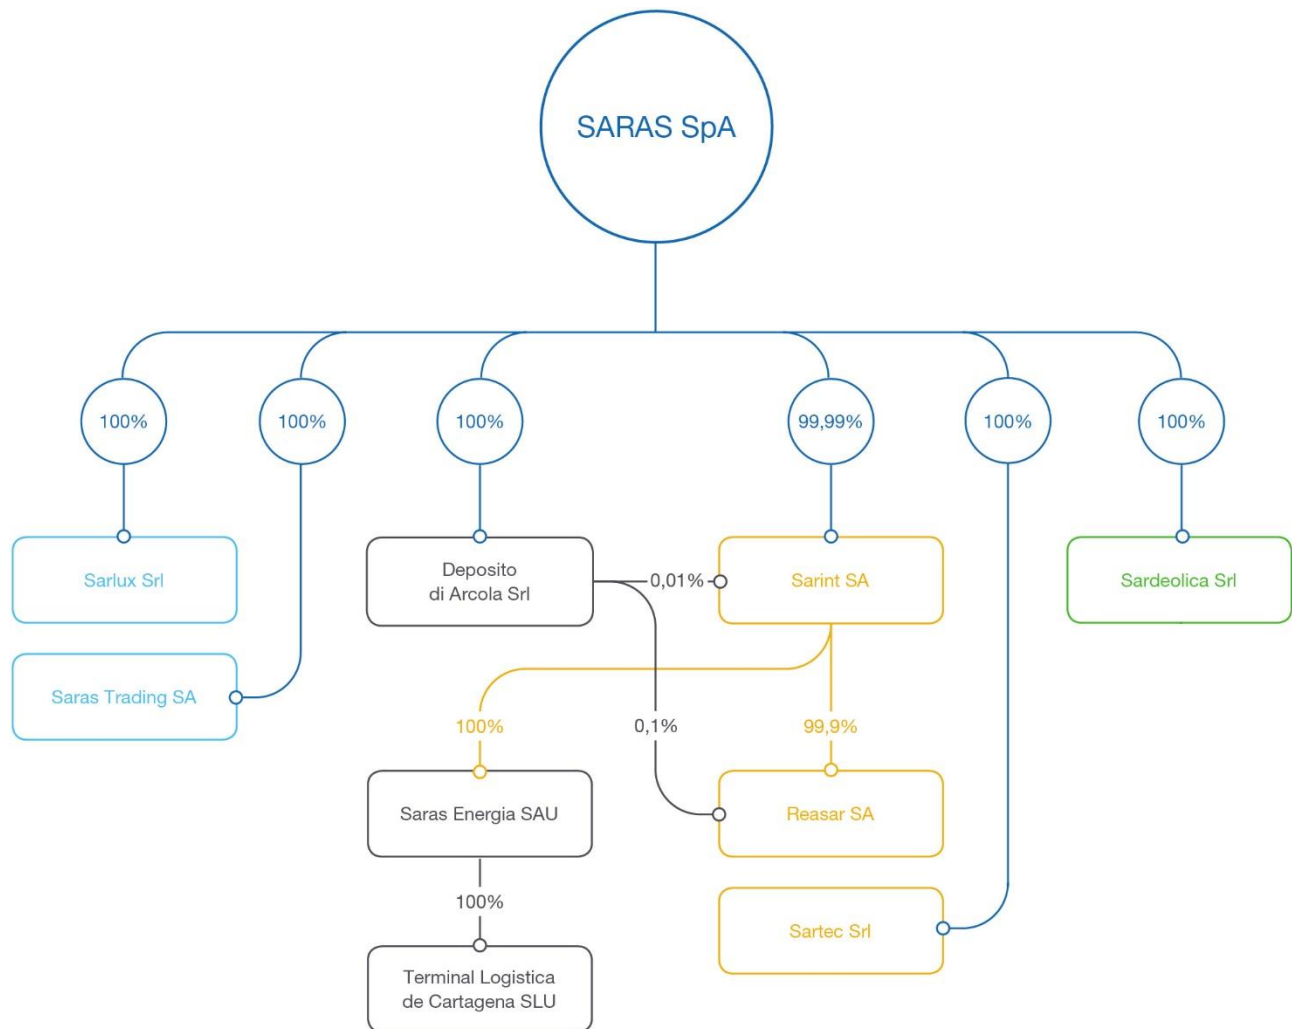 SARAS SpA
100%
100%
100%
99,99%
100%
100%
Sarlux Srl
Deposito
di Arcola Srl
0,01%
Sarint SA
Sardeolica Srl
Saras Trading SA
100%
0,1%
99,9%
Saras Energia SAU
Reasar SA
100%
Sartec Srl
Terminal Logistica
de Cartagena SLU